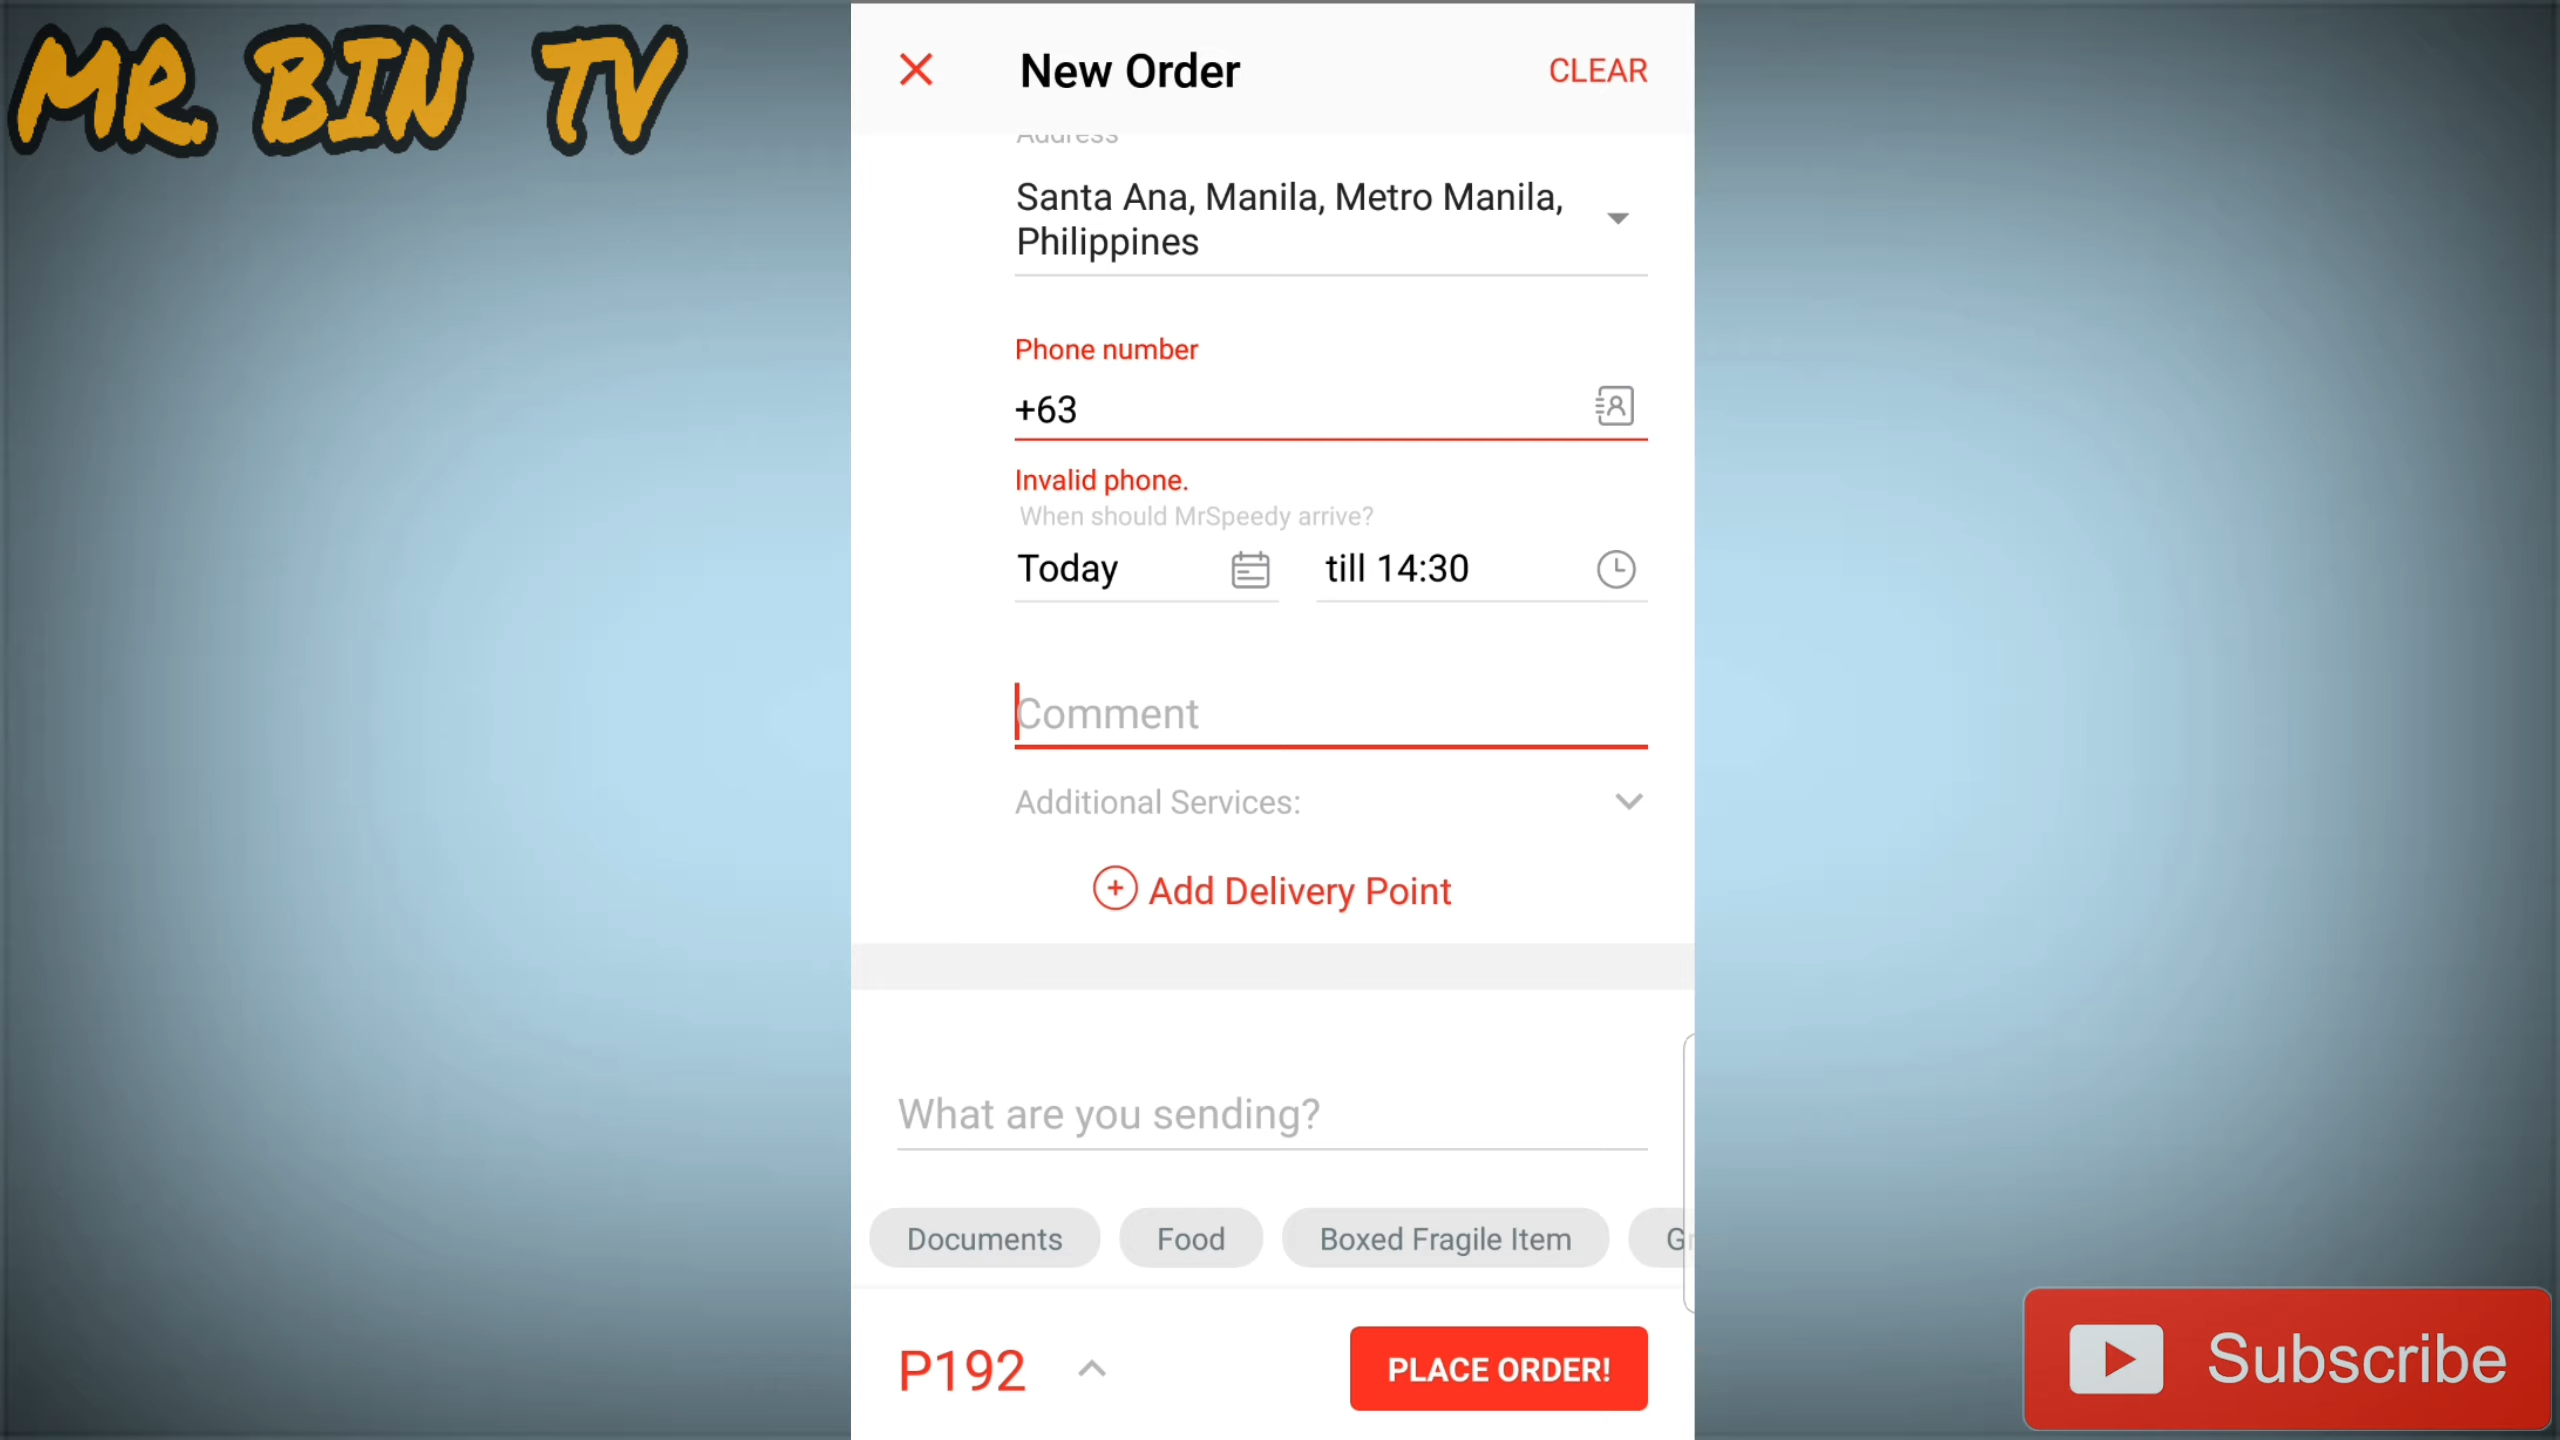 MR. BIN TV
New Order
CLEAR
Address
Santa Ana, Manila, Metro Manila,
Philippines
Phone number
+63
Invalid phone.
When should MrSpeedy arrive?
Today
till 14:30
Comment
Additional Services:
Add Delivery Point
What are you sending?
Documents
Food
Boxed Fragile Item
P192
PLACE ORDER!
Subscribe